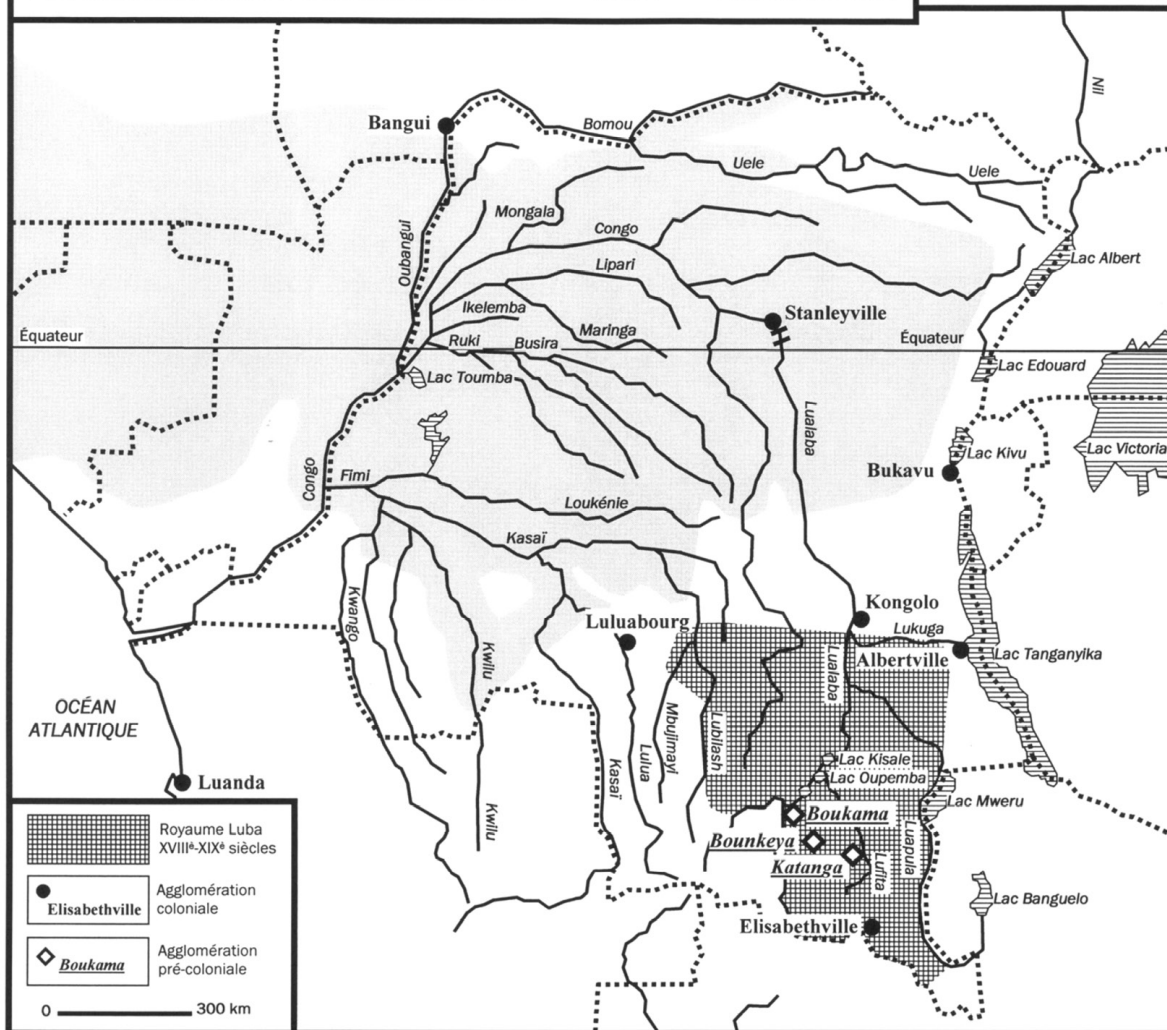 Nil
Bangui
Bomou
Uele
Uele
Mongala
Congo
Oubangui
Lipari
Lac Albert
Ikelemba
Stanleyville
Maringa
Équateur
Ruki
Busira
Équateur
Lac Toumba
Lac Edouard
Lualaba
Lac Victoria
Lac Kivu
Bukavu
Congo
Fimi
Loukénie
Kasaï
Kwango
Kongolo
Luluabourg
Lukuga
Albertville
Lac Tanganyika
Kwilu
Lualaba
OCÉAN
ATLANTIQUE
Mbujimayi
Lubilash
Lulua
Kasaï
Lac Kisale
Lac Oupemba
Luanda
Lac Mweru
Boukama
Kwilu
Bounkeya
Luapula
Katanga
Lufita
Lac Banguelo
Elisabethville
Royaume Luba
XVIIIè-XIXè siècles
Agglomération
coloniale
Elisabethville
Agglomération
pré-coloniale
Boukama
0 300 km